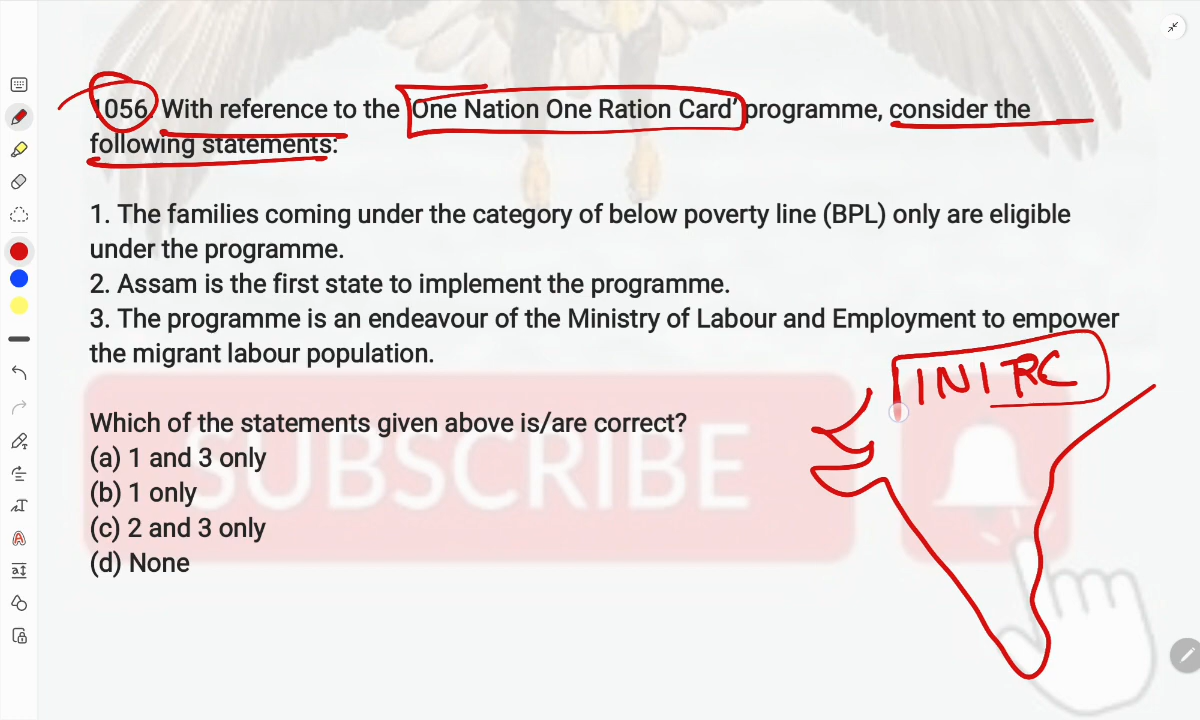 1056. With reference to the 'One Nation One Ration Card' programme, consider the
following statements:
1. The families coming under the category of below poverty line (BPL) only are eligible
under the programme.
2. Assam is the first state to implement the programme.
3. The programme is an endeavour of the Ministry of Labour and Employment to empower
the migrant labour population.
1N1RC
Which of the statements given above is/are correct?
(a) 1 and 3 only
(b) 1 only
(c) 2 and 3 only
(d) None
SUBSCRIBE